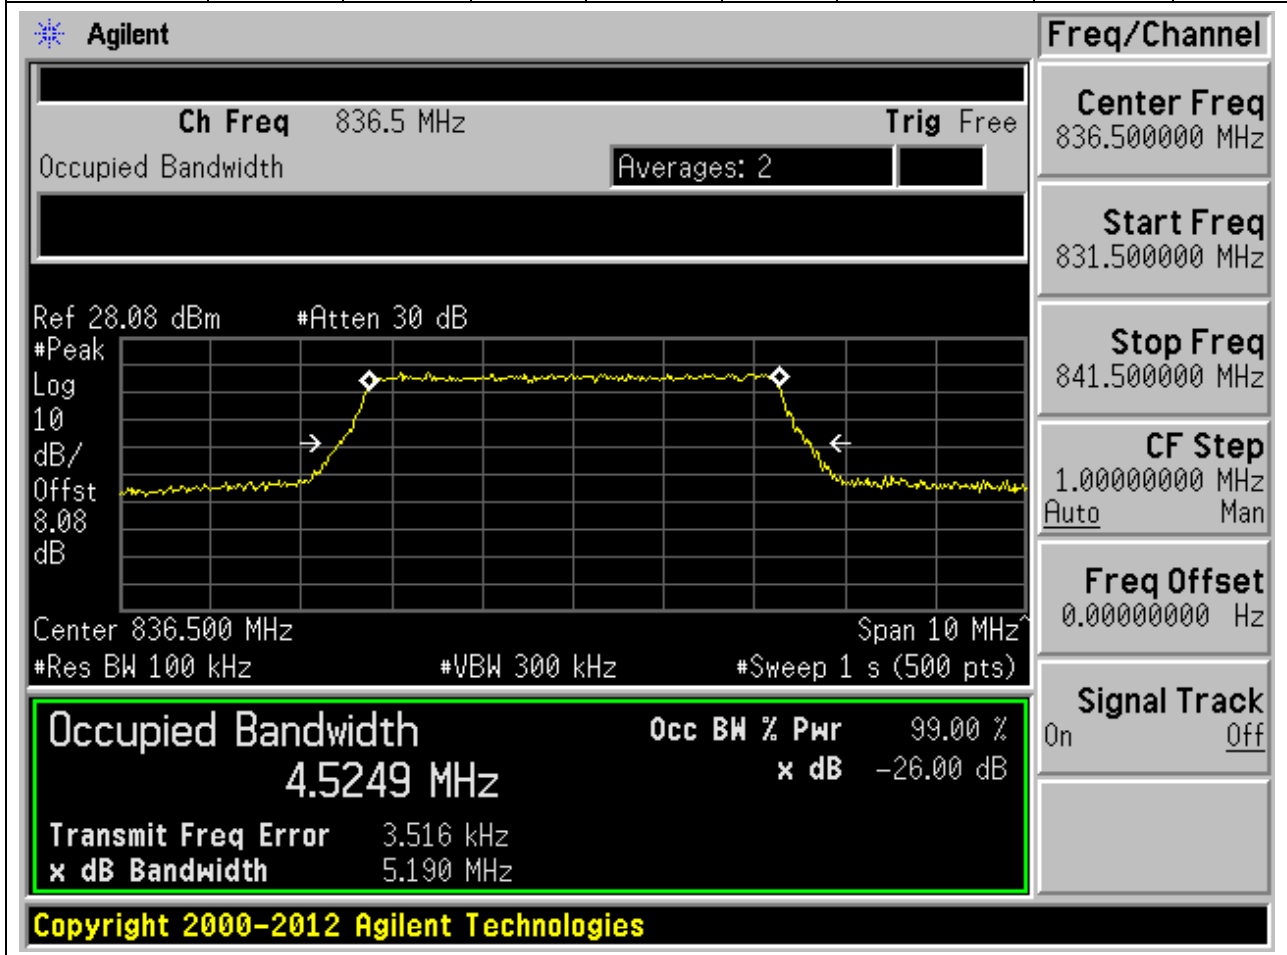 Agilent
Freq/Channel
Ch Freq 836.5 MHz Trig Free
Occupied Bandwidth Averages: 2
Center Freq
836.500000 MHz
Start Freq
831.500000 MHz
Stop Freq
841.500000 MHz
CF Step
1.00000000 MHz
Auto Man
Freq Offset
0.00000000 Hz
Signal Track
On Off
Ref 28.08 dBm #Atten 30 dB
#Peak
Log
10
dB/
Offst
8.08
dB
Center 836.500 MHz Span 10 MHz^
#Res BW 100 kHz #VBW 300 kHz #Sweep 1 s (500 pts)
Occupied Bandwidth
4.5249 MHz
Occ BW % Pwr 99.00 %
x dB -26.00 dB
Transmit Freq Error 3.516 kHz
x dB Bandwidth 5.190 MHz
Copyright 2000-2012 Agilent Technologies